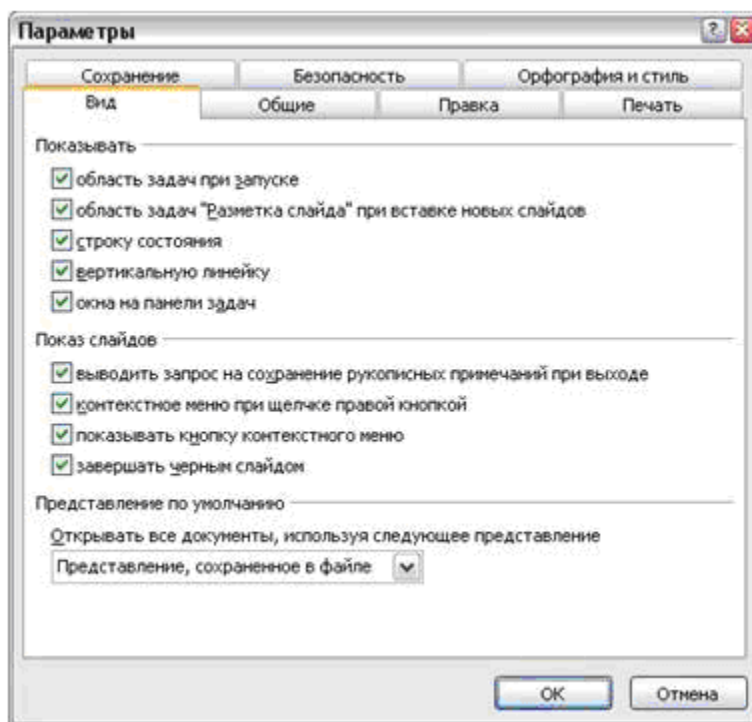 Параметры
Сохранение Безопасность Орфография и стиль
Вид Общие Правка Печать
Показывать
область задач при запуске
область задач "Разметка слайда" при вставке новых слайдов
строку состояния
вертикальную линейку
окна на панели задач
Показ слайдов
выводить запрос на сохранение рукописных примечаний при выходе
контекстное меню при щелчке правой кнопкой
показывать кнопку контекстного меню
завершать черным слайдом
Представление по умолчанию
Открывать все документы, используя следующее представление
Представление, сохраненное в файле
ОК Отмена